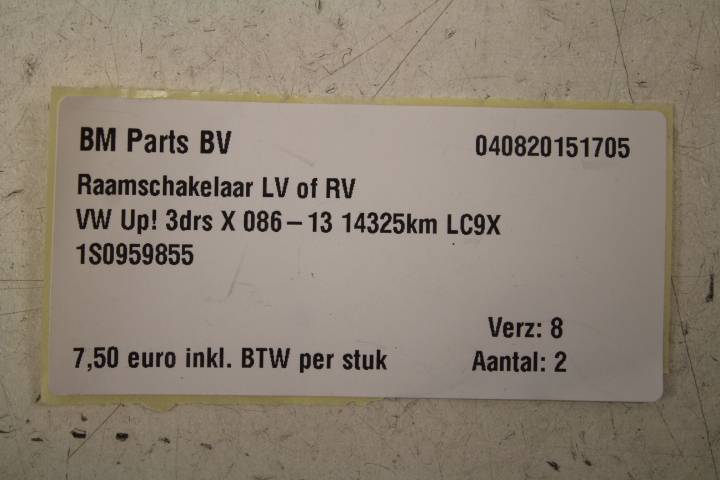 BM Parts BV 040820151705
Raamschakelaar LV of RV
VW Up! 3drs X 086-13 14325km LC9X
1S0959855
Verz: 8
7,50 euro inkl. BTW per stuk Aantal: 2